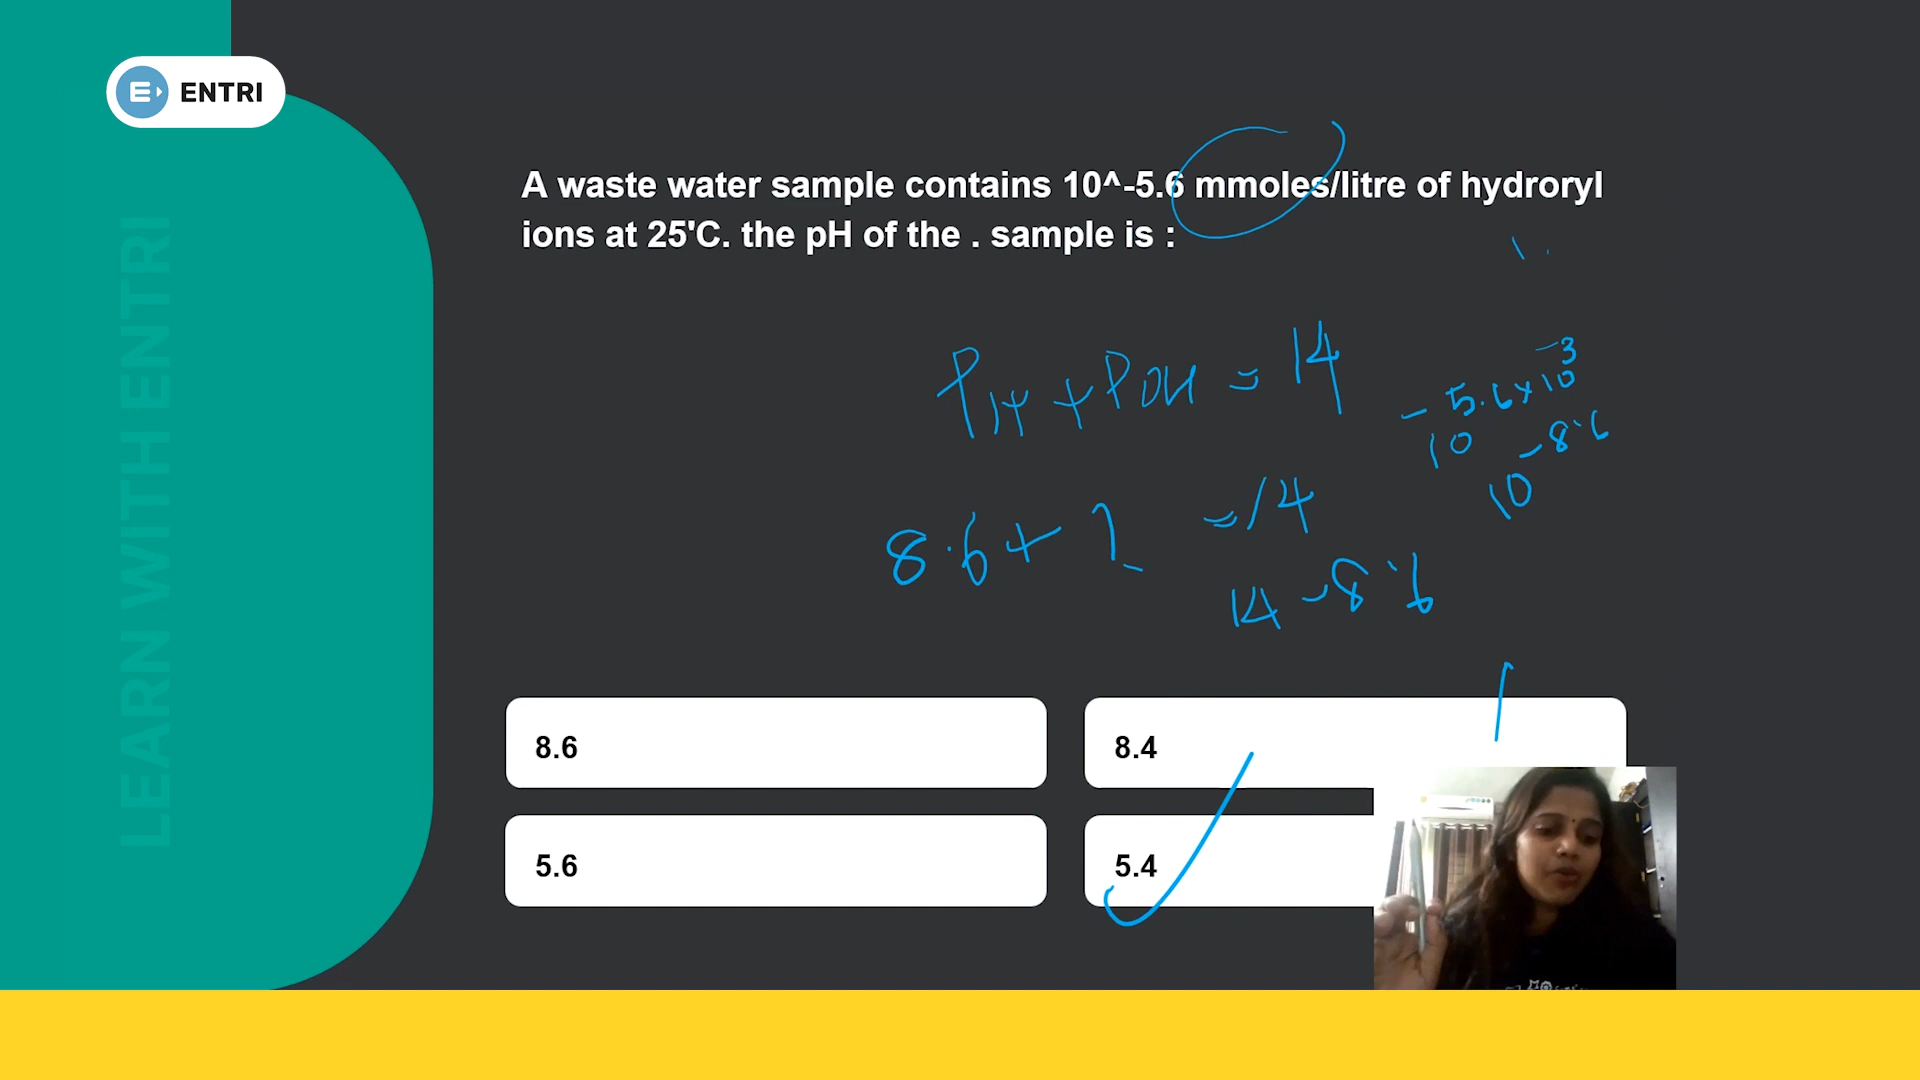 ENTRI
LEARN WITH ENTRI
A waste water sample contains 10^-5.6 mmoles/litre of hydroryl
ions at 25'C. the pH of the . sample is :
PH + POH = 14
-5.6 x 10 -3
10
10 -8.6
8.6 + ? = 14
14 - 8.6
8.6
8.4
5.6
5.4